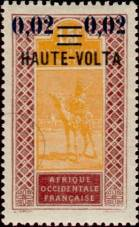 0,02 0,02
HAUTE-VOLTA
AFRIQUE
OCCIDENTALE
FRANÇAISE